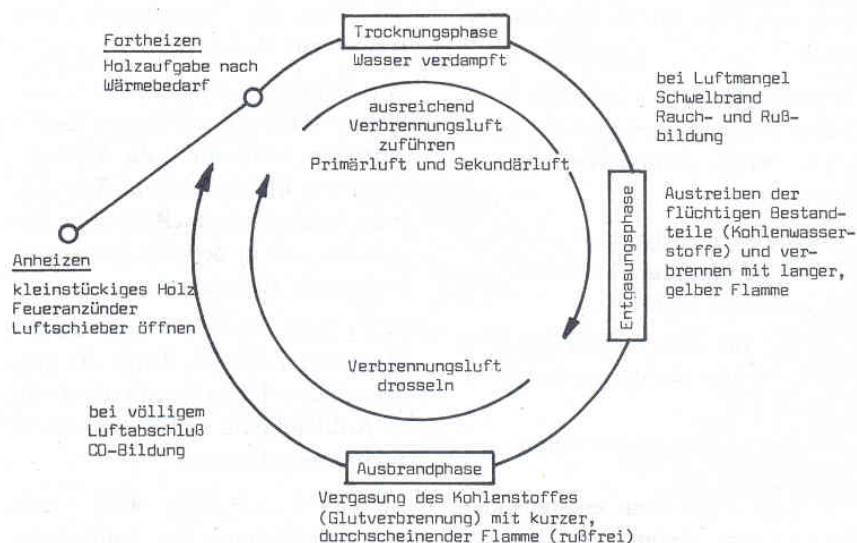 Fortheizen
Holzaufgabe nach
Wärmebedarf
Trocknungsphase
Wasser verdampft
ausreichend
Verbrennungsluft
zuführen
Primärluft und Sekundärluft
bei Luftmangel
Schwelbrand
Rauch- und Ruß-
bildung
Entgasungsphase
Austreiben der
flüchtigen Bestand-
teile (Kohlenwasser-
stoffe) und ver-
brennen mit langer,
gelber Flamme
Anheizen
kleinstückiges Holz
Feueranzünder
Luftschieber öffnen
Verbrennungsluft
drosseln
bei völligem
Luftabschluß
CO-Bildung
Ausbrandphase
Vergasung des Kohlenstoffes
(Glutverbrennung) mit kurzer,
durchscheinender Flamme (rußfrei)